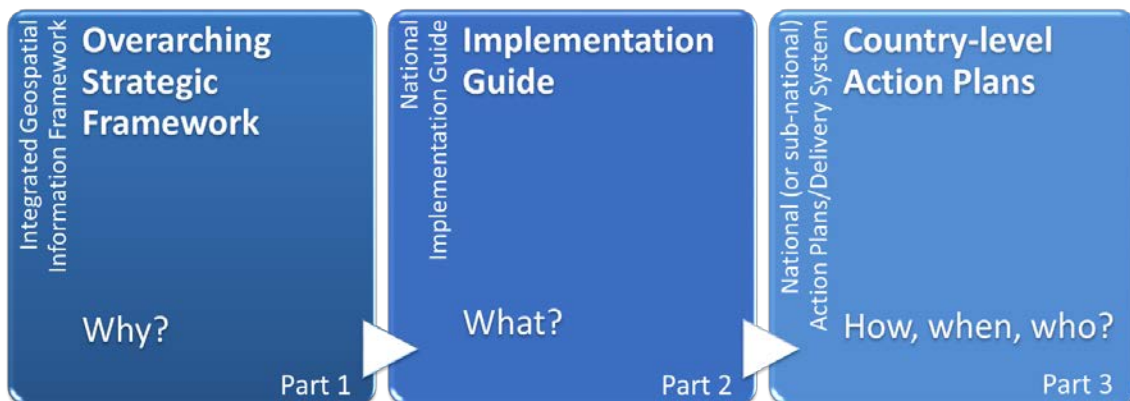 Integrated Geospatial
Information Framework
Overarching
Strategic
Framework
Why?
Part 1
National
Implementation Guide
Implementation
Guide
What?
Part 2
National (or sub-national)
Action Plans/Delivery System
Country-level
Action Plans
How, when, who?
Part 3